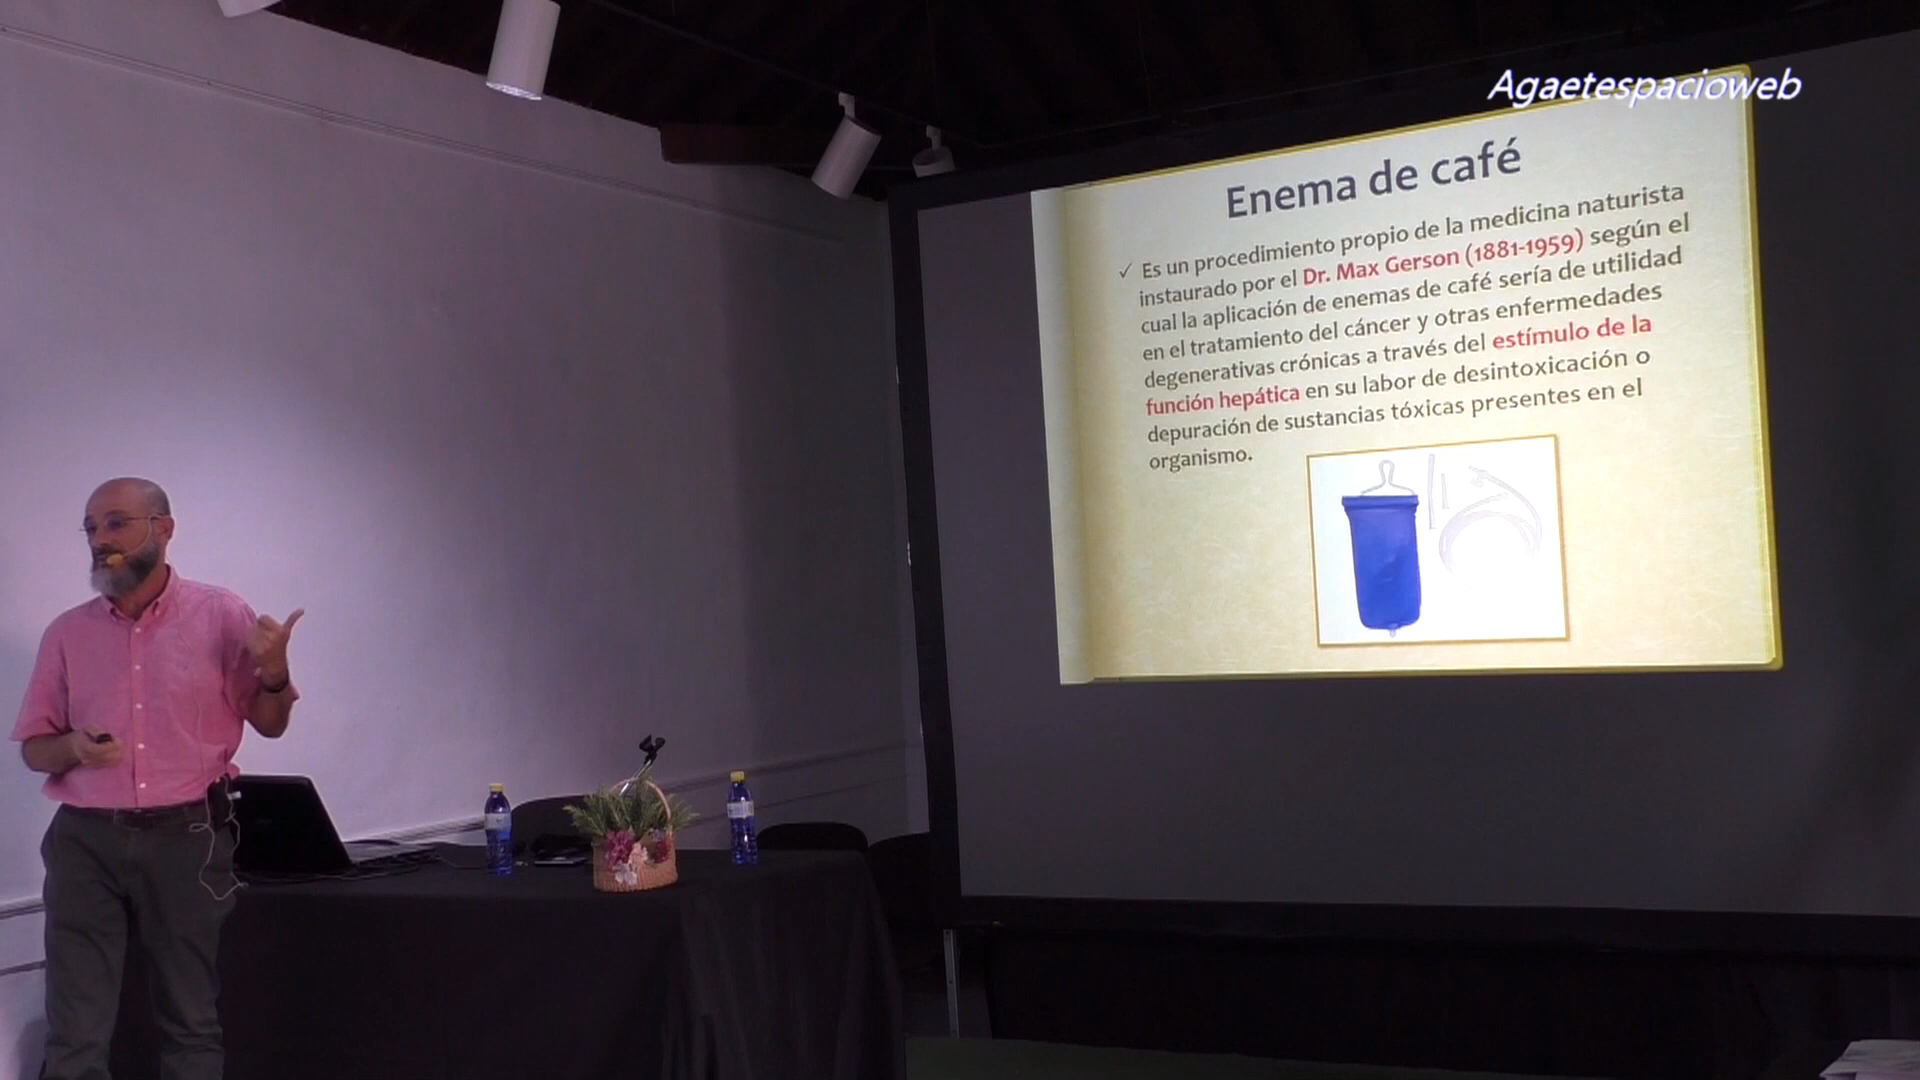 Agaetespacioweb
Enema de café
✓ Es un procedimiento propio de la medicina naturista
instaurado por el Dr. Max Gerson (1881-1959) según el
cual la aplicación de enemas de café sería de utilidad
en el tratamiento del cáncer y otras enfermedades
degenerativas crónicas a través del estímulo de la
función hepática en su labor de desintoxicación o
depuración de sustancias tóxicas presentes en el
organismo.